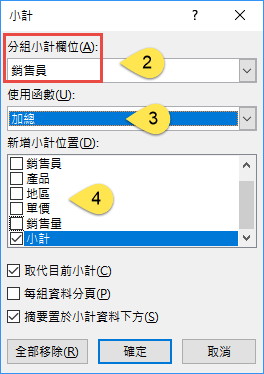 小計
分組小計欄位(A):
銷售員
2
使用函數(U):
加總
3
新增小計位置(D):
銷售員
產品
地區
單價
銷售量
小計
4
取代目前小計(C)
每組資料分頁(P)
摘要置於小計資料下方(S)
全部移除(R)
確定
取消